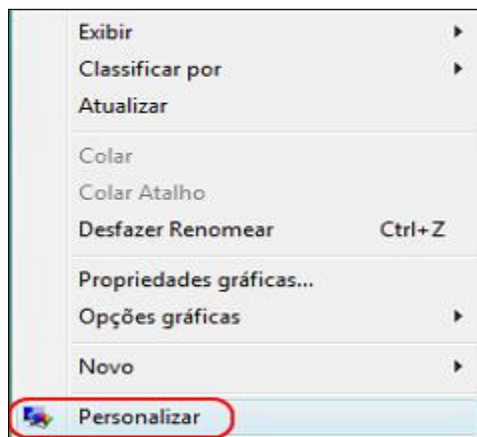 Exibir
Classificar por
Atualizar
Colar
Colar Atalho
Desfazer Renomear Ctrl+Z
Propriedades gráficas...
Opções gráficas
Novo
Personalizar